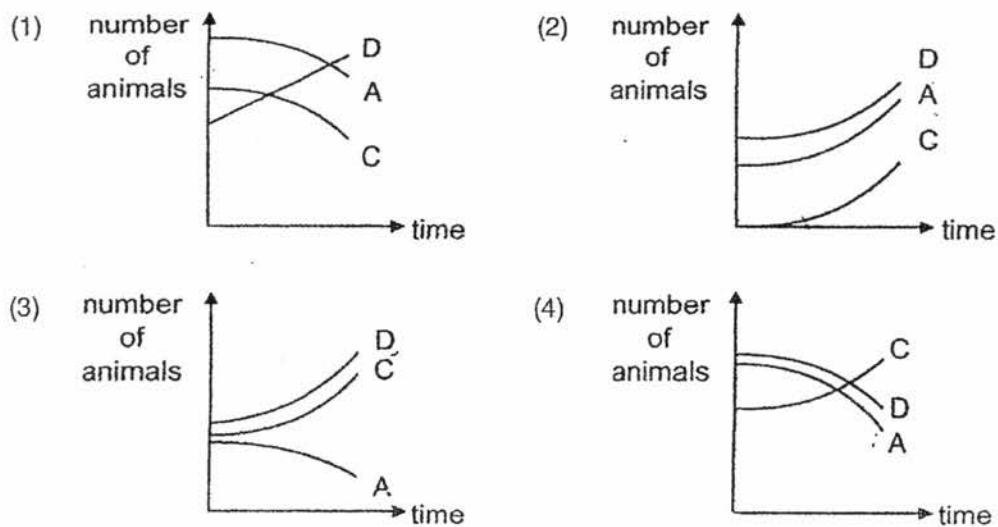 (1)
number
of
animals
D
A
C
time
(2)
number
of
animals
D
A
C
time
(3)
number
of
animals
D
C
A
time
(4)
number
of
animals
C
D
A
time